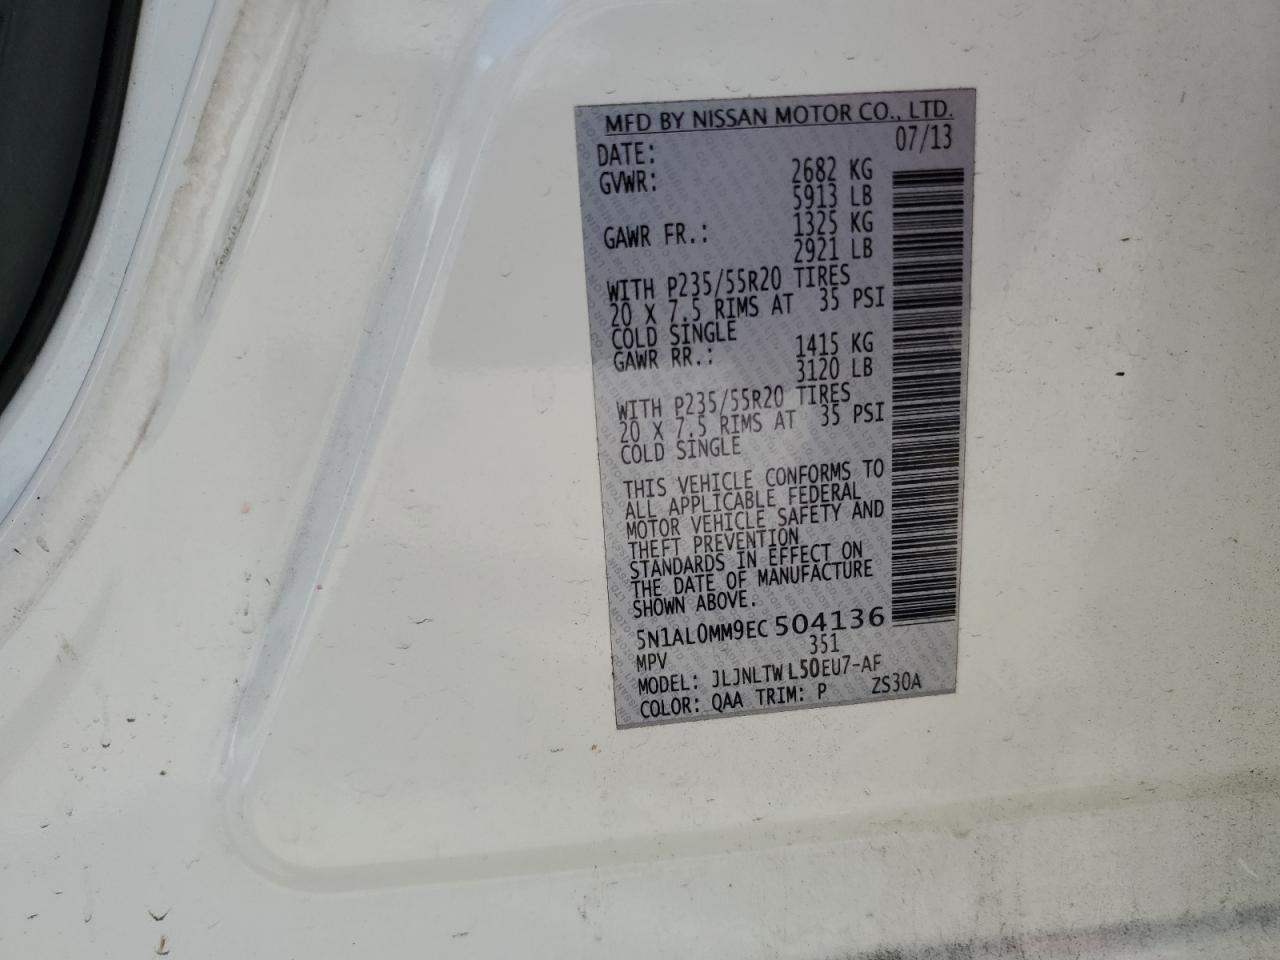 MFD BY NISSAN MOTOR CO., LTD.
DATE: 07/13
GVWR: 2682 KG
5913 LB
GAWR FR.: 1325 KG
2921 LB
WITH P235/55R20 TIRES
20 X 7.5 RIMS AT 35 PSI
COLD SINGLE
GAWR RR.: 1415 KG
3120 LB
WITH P235/55R20 TIRES
20 X 7.5 RIMS AT 35 PSI
COLD SINGLE
THIS VEHICLE CONFORMS TO
ALL APPLICABLE FEDERAL
MOTOR VEHICLE SAFETY AND
THEFT PREVENTION
STANDARDS IN EFFECT ON
THE DATE OF MANUFACTURE
SHOWN ABOVE.
5N1AL0MM9EC 504136
MPV 351
MODEL: JLJNLTW L50EU7-AF
COLOR: QAA TRIM: P ZS30A